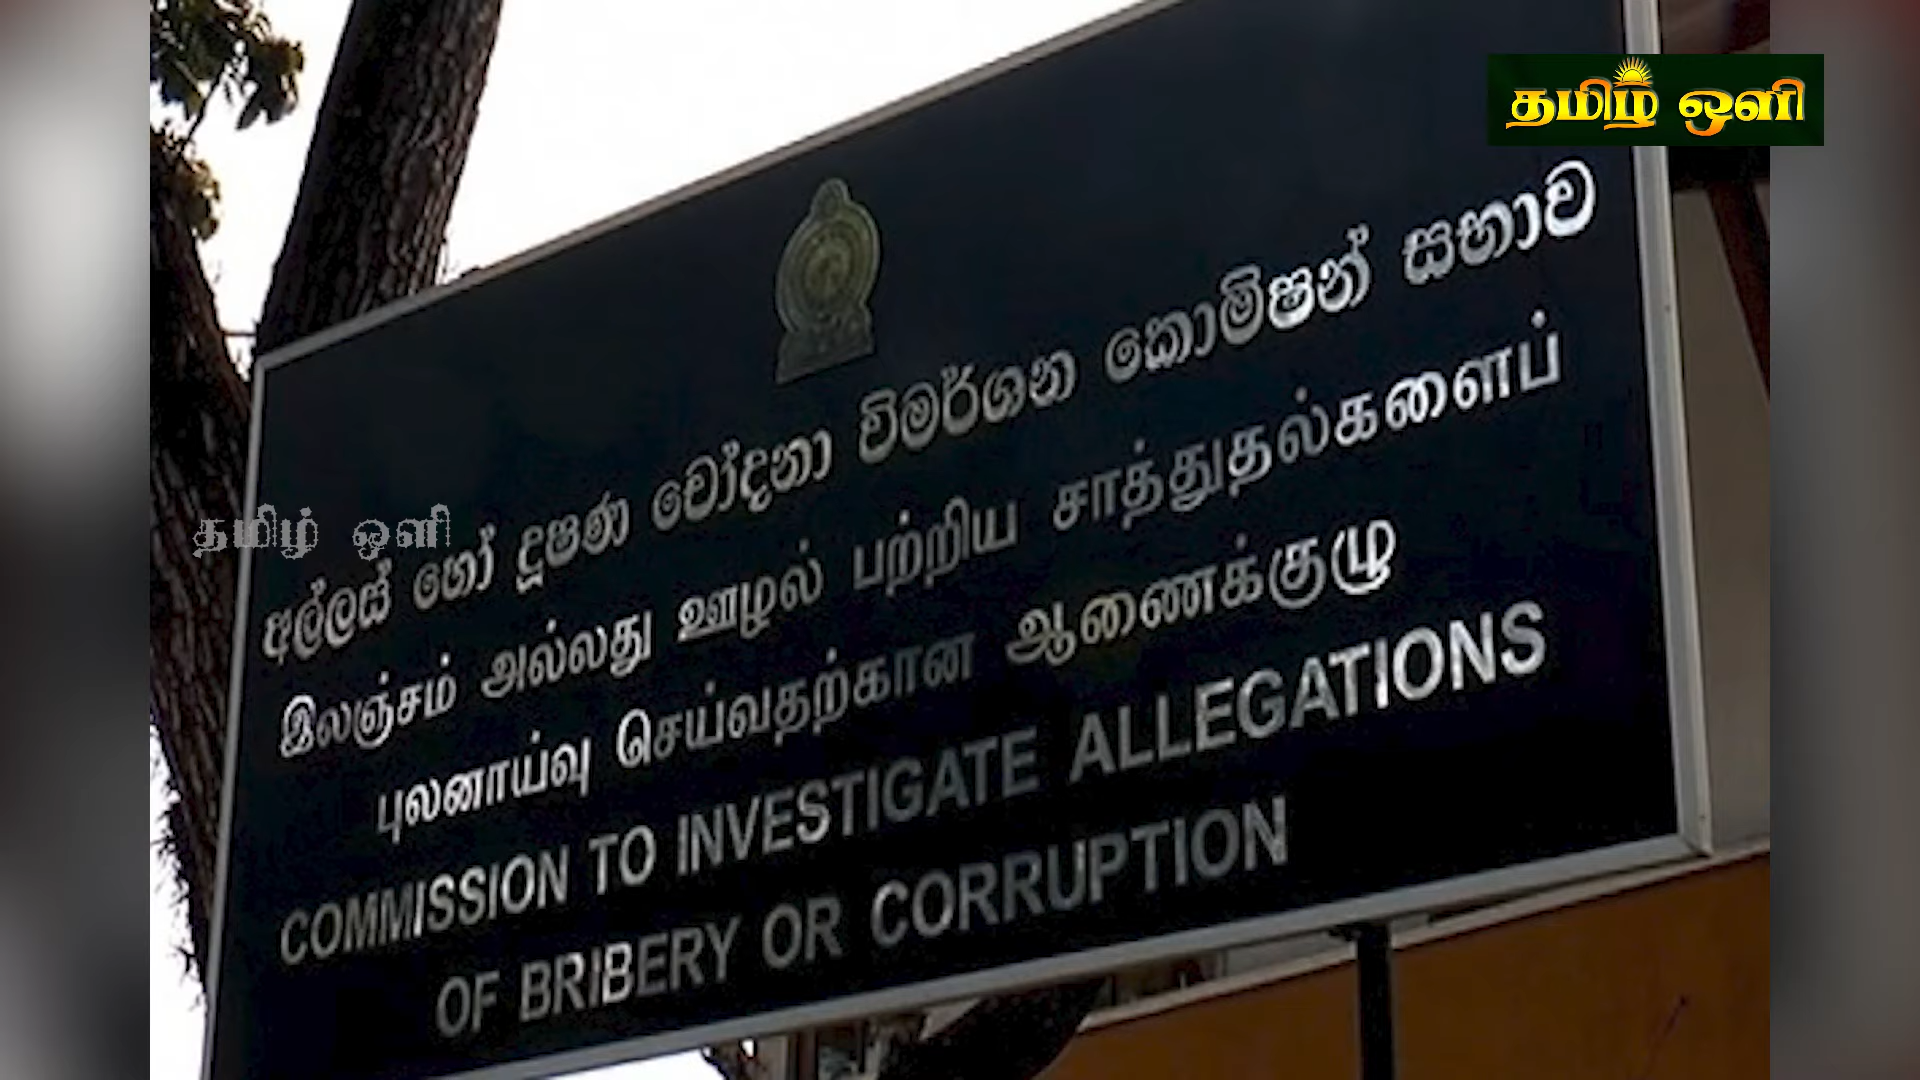 தமிழ் ஒளி
අල්ලස් හෝ දූෂණ චෝදනා විමර්ශන කොමිෂන් සභාව
இலஞ்சம் அல்லது ஊழல் பற்றிய சாத்துதல்களைப்
புலனாய்வு செய்வதற்கான ஆணைக்குழு
COMMISSION TO INVESTIGATE ALLEGATIONS
OF BRIBERY OR CORRUPTION
தமிழ் ஒளி